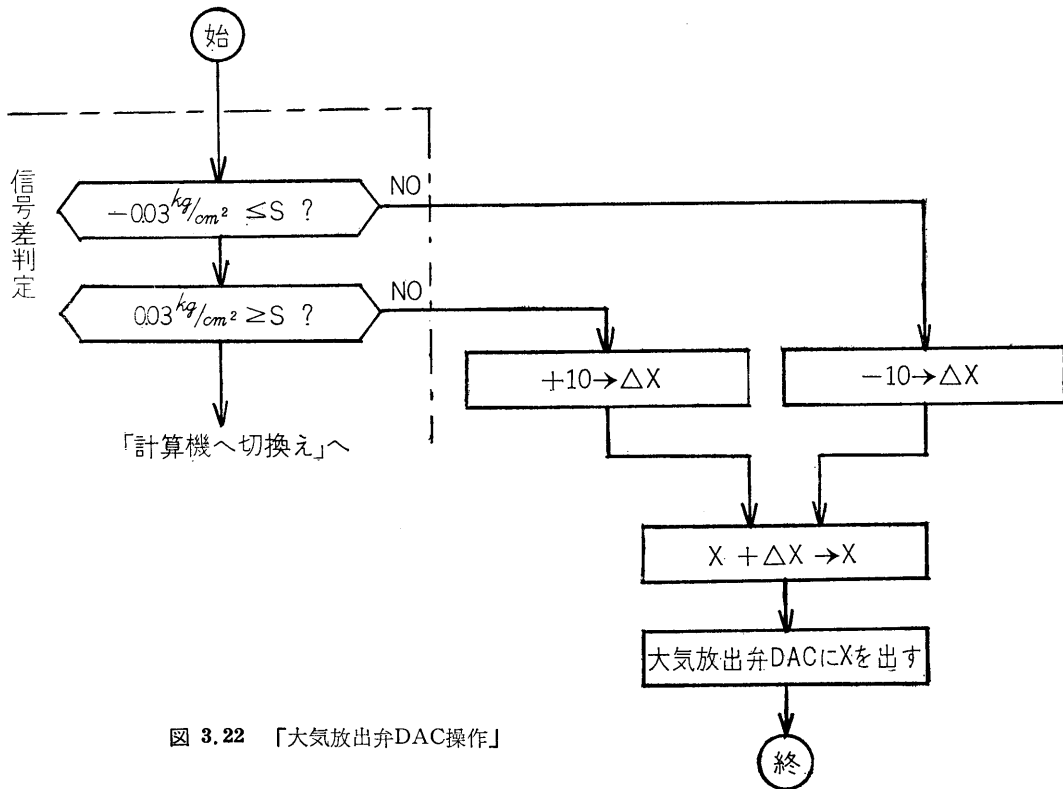 始
信号差判定
−0.03kg/cm² ≤S ?
NO
0.03kg/cm² ≥S ?
NO
+10→△X
−10→△X
「計算機へ切換え」へ
X +△X →X
大気放出弁DACにXを出す
終
図 3.22 「大気放出弁DAC操作」